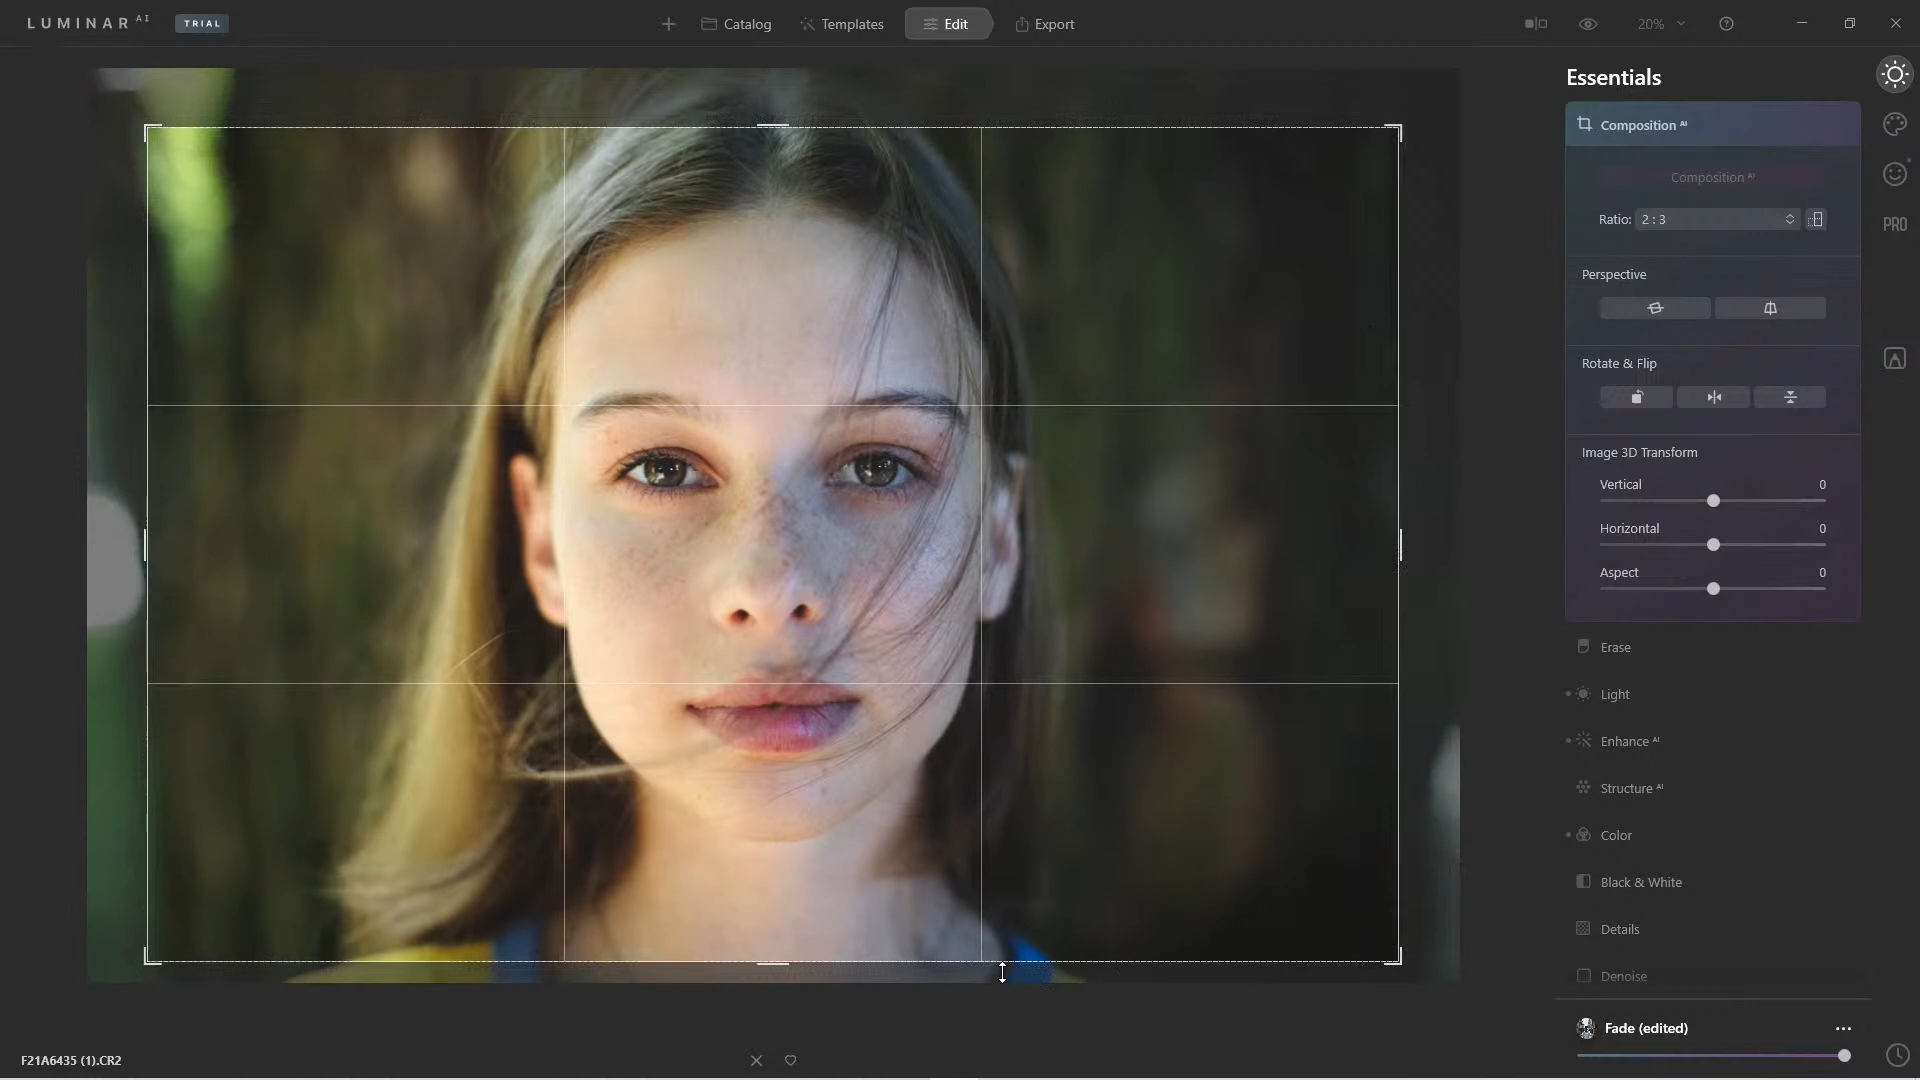 LUMINAR AI TRIAL
Catalog Templates Edit Export 20%
Essentials
Composition AI
Composition AI
Ratio: 2 : 3
PRO
Perspective
Rotate & Flip
Image 3D Transform
Vertical 0
Horizontal 0
Aspect 0
Erase
Light
Enhance AI
Structure AI
Color
Black & White
Details
Denoise
Fade (edited)
F21A6435 (1).CR2